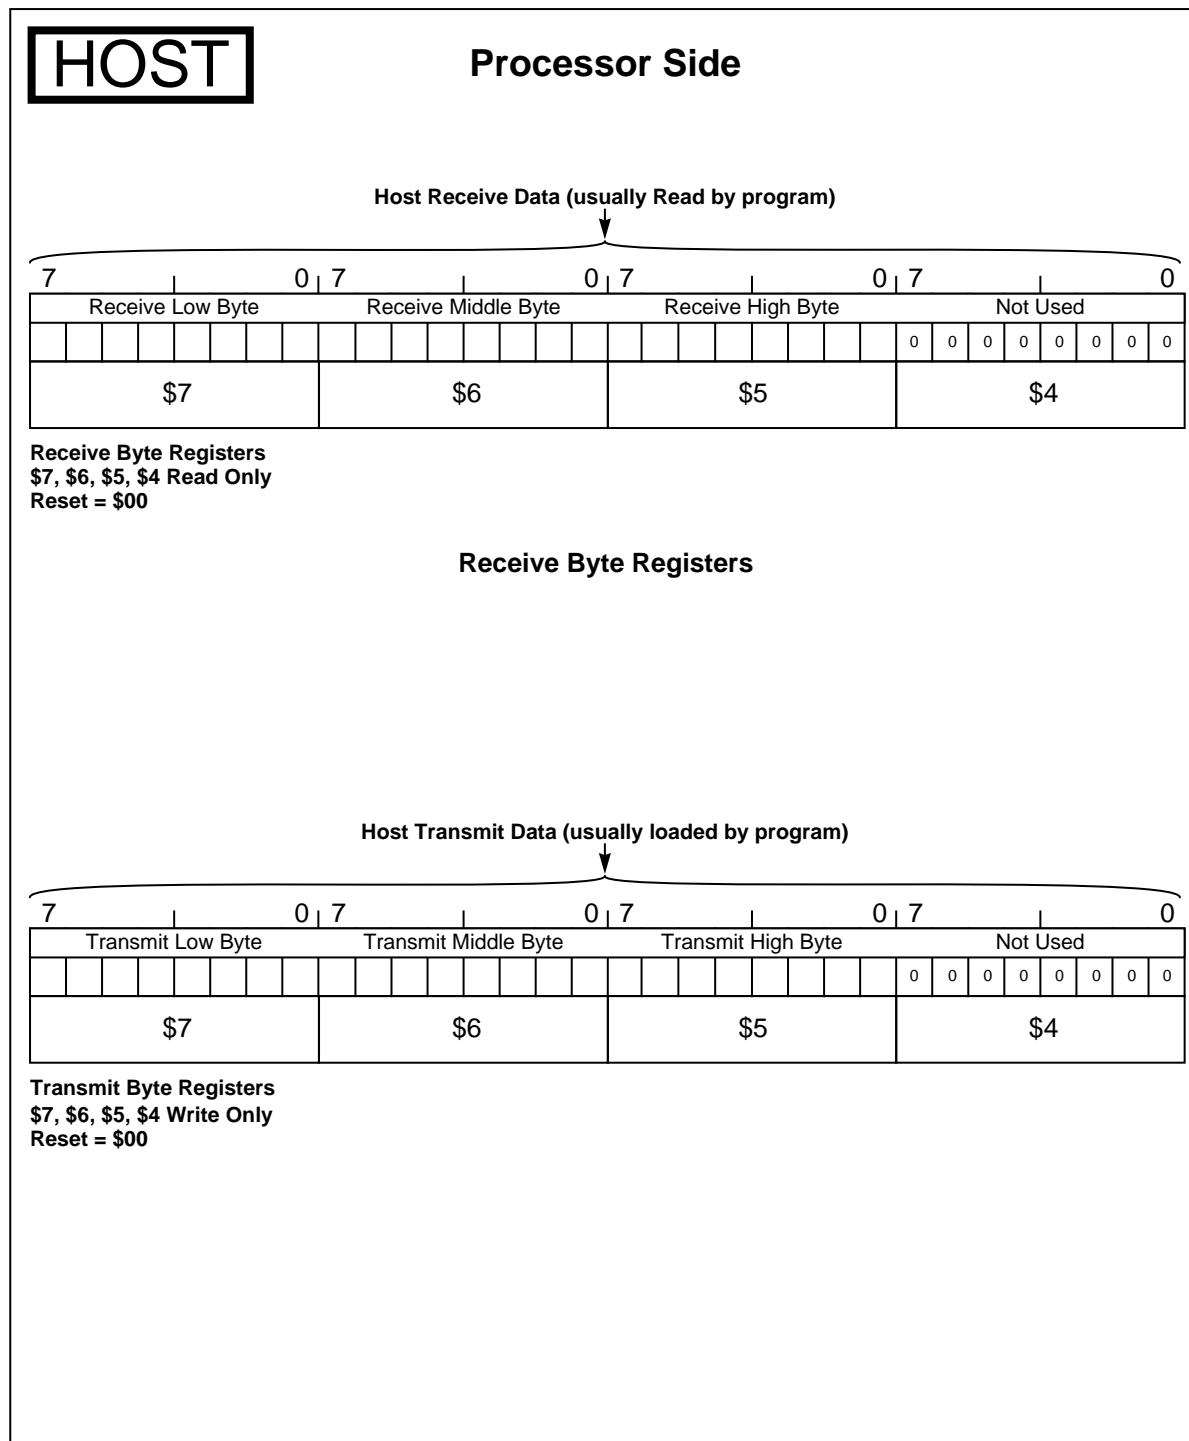 HOST
Processor Side
Host Receive Data (usually Read by program)
7 0 7 0 7 0 7 0
Receive Low Byte Receive Middle Byte Receive High Byte Not Used
0 0 0 0 0 0 0 0
$7 $6 $5 $4
Receive Byte Registers
$7, $6, $5, $4 Read Only
Reset = $00
Receive Byte Registers
Host Transmit Data (usually loaded by program)
7 0 7 0 7 0 7 0
Transmit Low Byte Transmit Middle Byte Transmit High Byte Not Used
0 0 0 0 0 0 0 0
$7 $6 $5 $4
Transmit Byte Registers
$7, $6, $5, $4 Write Only
Reset = $00